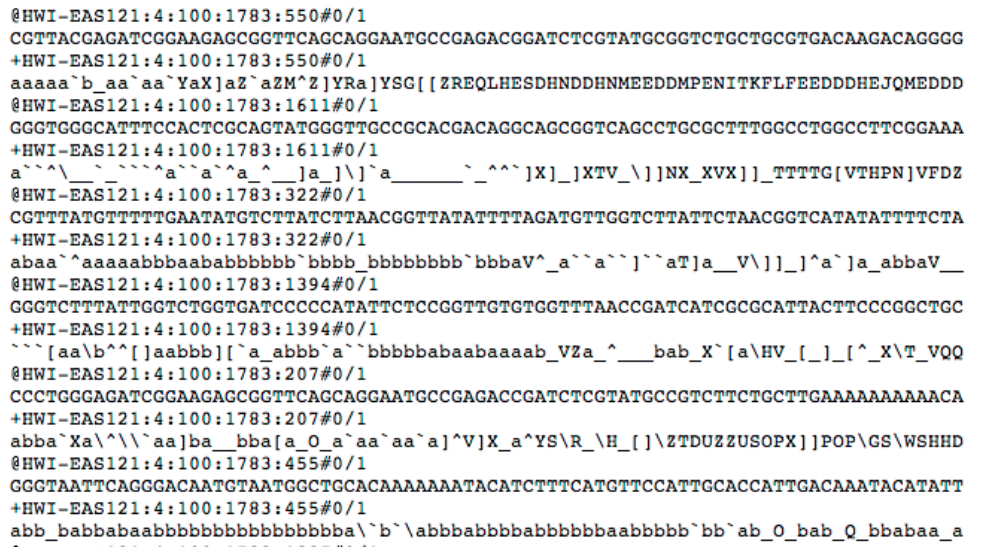 @HWI-EAS121:4:100:1783:550#0/1
CGTTACGAGATCGGAAGAGCGGTTCAGCAGGAATGCCGAGACGGATCTCGTATGCGGTCTGCTGCGTGACAAGACAGGGG
+HWI-EAS121:4:100:1783:550#0/1
aaaaa`b_aa`aa`YaX]aZ`aZM^Z]YRa]YSG[[ZREQLHESDHNDDHNMEEDDMPENITKFLFEEDDDHEJQMEDDD
@HWI-EAS121:4:100:1783:1611#0/1
GGGTGGGCATTTCCACTCGCAGTATGGGTTGCCGCACGACAGGCAGCGGTCAGCCTGCGCTTTGGCCTGGCCTTCGGAAA
+HWI-EAS121:4:100:1783:1611#0/1
a``^\__`_```^a``a`^a_^__]a_]\]`a______`_^^`]X]_]XTV_\]]NX_XVX]]_TTTTG[VTHPN]VFDZ
@HWI-EAS121:4:100:1783:322#0/1
CGTTTATGTTTTTGAATATGTCTTATCTTAACGGTTATATTTTAGATGTTGGTCTTATTCTAACGGTCATATATTTTCTA
+HWI-EAS121:4:100:1783:322#0/1
abaa`^aaaaabbbaababbbbbb`bbbb_bbbbbbbb`bbbaV^_a``a``]``aT]a__V\]]_]^a`]a_abbaV__
@HWI-EAS121:4:100:1783:1394#0/1
GGGTCTTTATTGGTCTGGTGATCCCCCATATTCTCCGGTTGTGTGGTTTAACCGATCATCGCGCATTACTTCCCGGCTGC
+HWI-EAS121:4:100:1783:1394#0/1
```[aa\b^^[]aabbb][`a_abbb`a``bbbbbabaabaaaab_VZa_^___bab_X`[a\HV_[_]_[^_X\T_VQQ
@HWI-EAS121:4:100:1783:207#0/1
CCCTGGGAGATCGGAAGAGCGGTTCAGCAGGAATGCCGAGACCGATCTCGTATGCCGTCTTCTGCTTGAAAAAAAAAACA
+HWI-EAS121:4:100:1783:207#0/1
abba`Xa\^\\`aa]ba__bba[a_O_a`aa`aa`a]^V]X_a^YS\R_\H_[]\ZTDUZZUSOPX]]POP\GS\WSHHD
@HWI-EAS121:4:100:1783:455#0/1
GGGTAATTCAGGGACAATGTAATGGCTGCACAAAAAAATACATCTTTCATGTTCCATTGCACCATTGACAAATACATATT
+HWI-EAS121:4:100:1783:455#0/1
abb_babbabaabbbbbbbbbbbbbbbbba\`b`\abbbabbbbabbbbbbaabbbbb`bb`ab_O_bab_Q_bbabaa_a